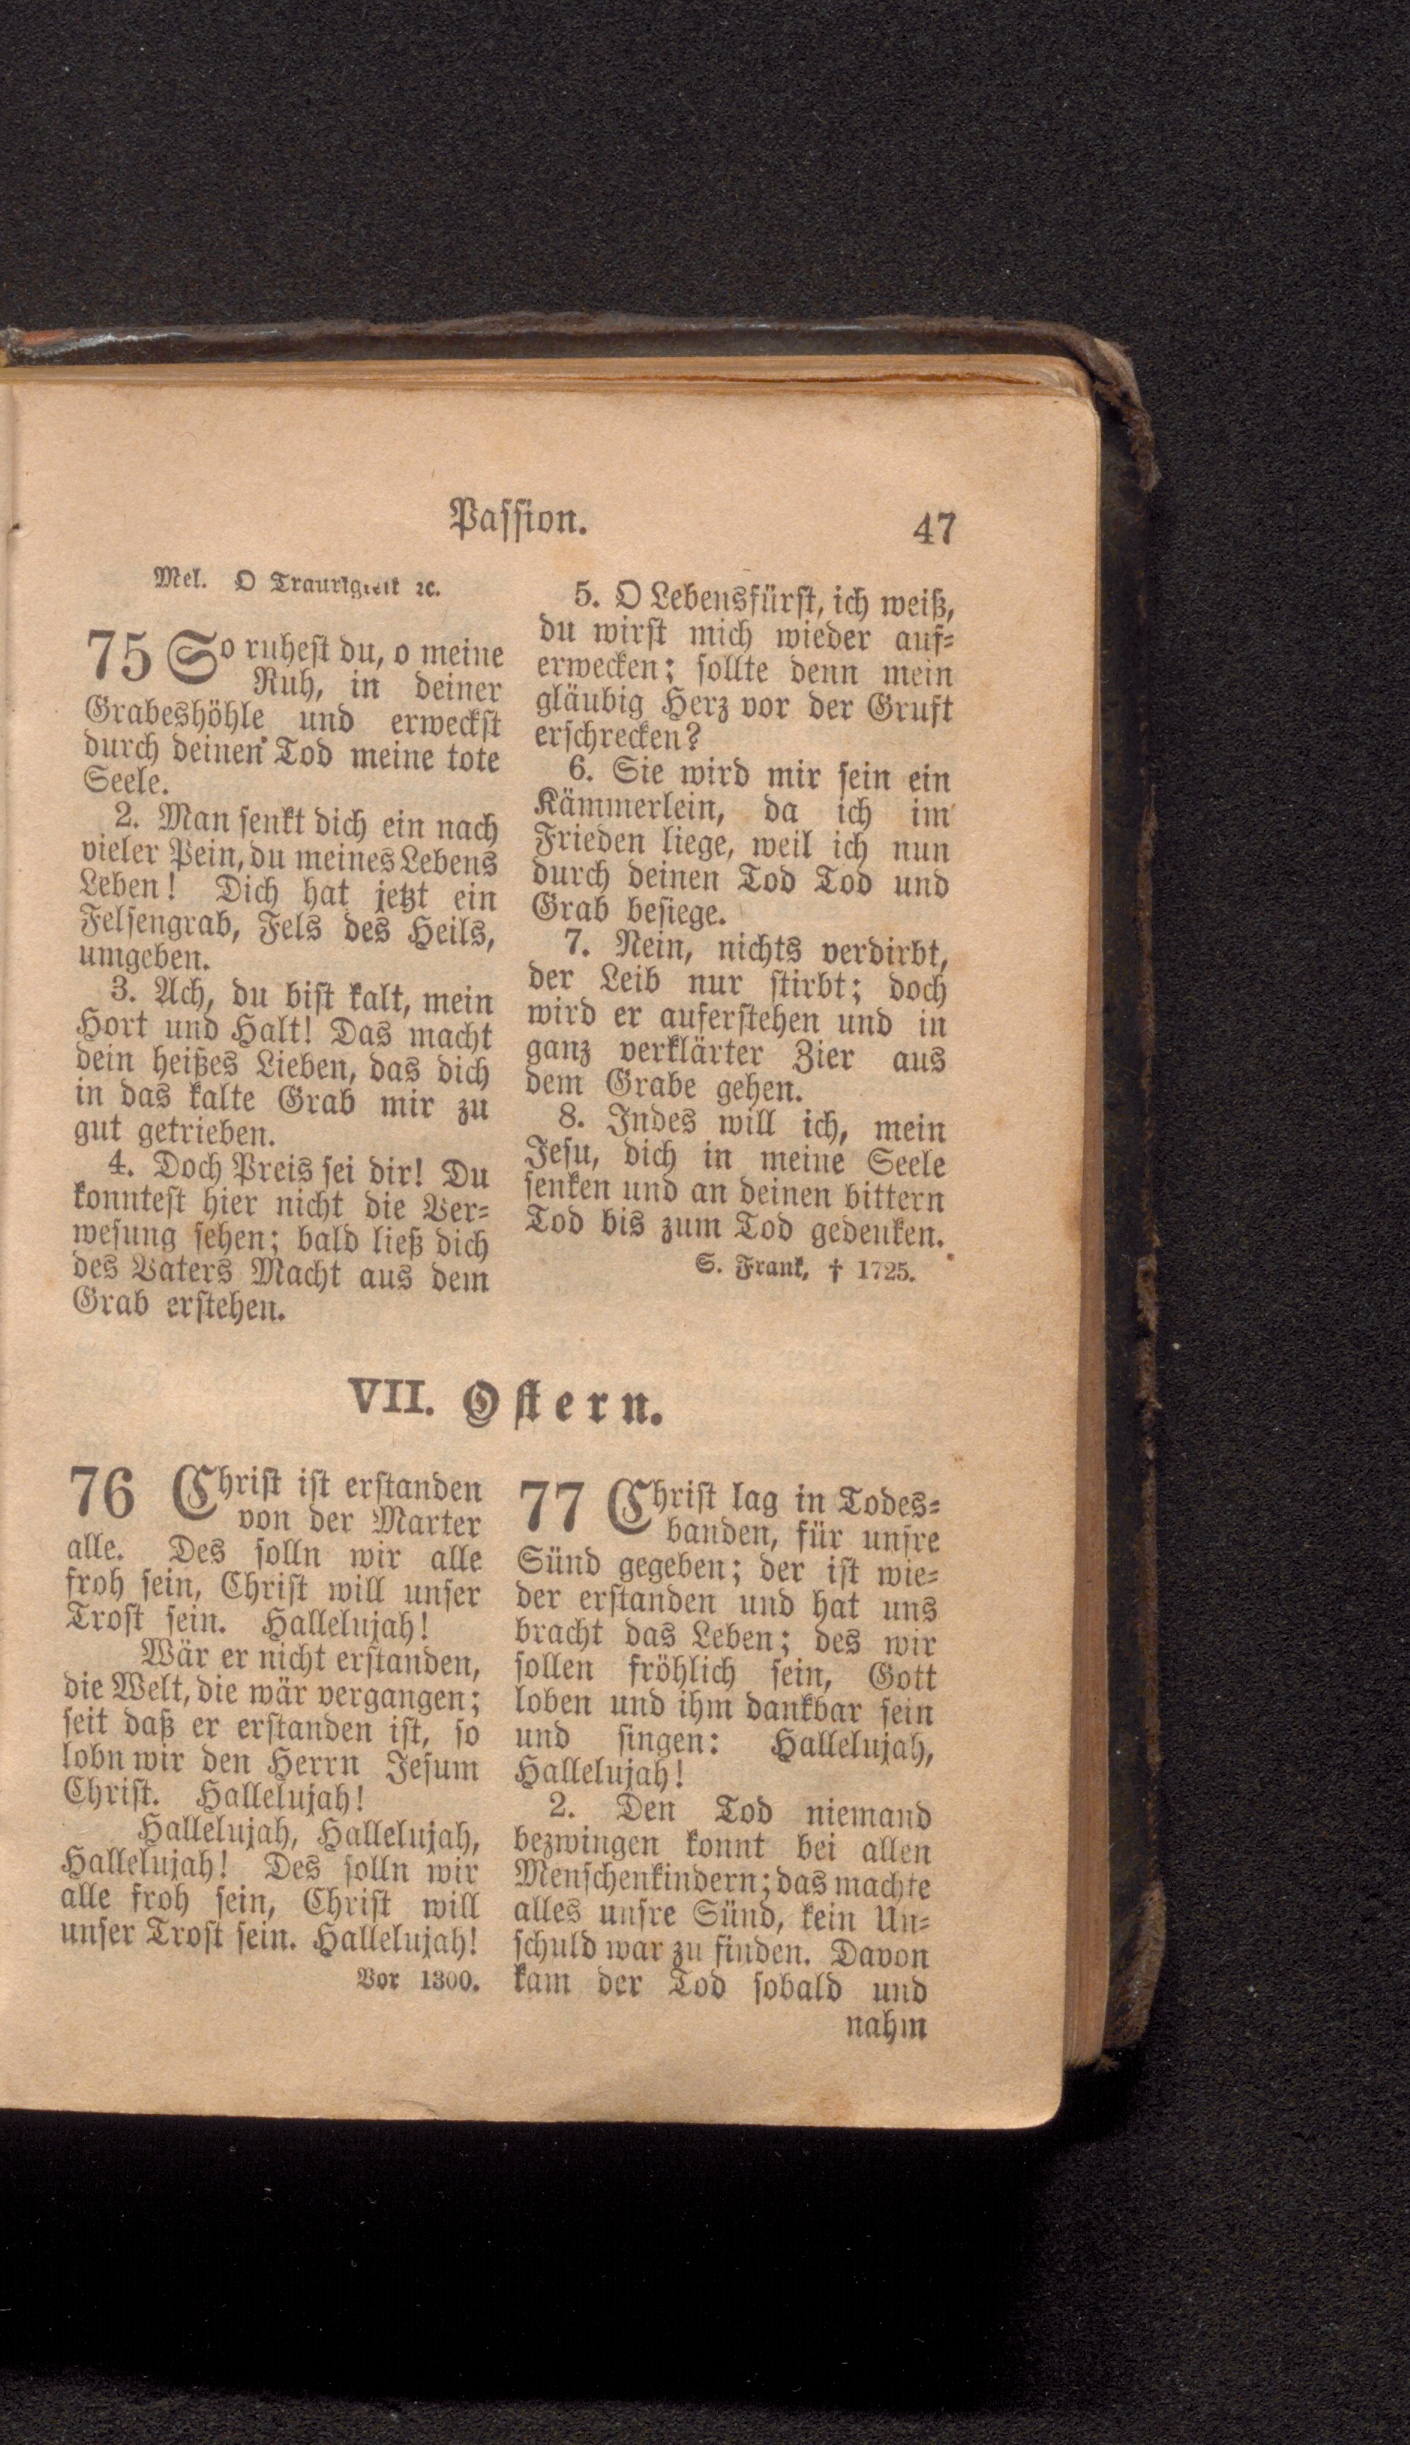 Passion.
47
Mel. O Traurigkeit ꝛc.
75 So ruhest du, o meine
Ruh, in deiner
Grabeshöhle und erweckst
durch deinen Tod meine tote
Seele.
2. Man senkt dich ein nach
vieler Pein, du meines Lebens
Leben! Dich hat jetzt ein
Felsengrab, Fels des Heils,
umgeben.
3. Ach, du bist kalt, mein
Hort und Halt! Das macht
dein heißes Lieben, das dich
in das kalte Grab mir zu
gut getrieben.
4. Doch Preis sei dir! Du
konntest hier nicht die Ver-
wesung sehen; bald ließ dich
des Vaters Macht aus dem
Grab erstehen.
5. O Lebensfürst, ich weiß,
du wirst mich wieder auf-
erwecken; sollte denn mein
gläubig Herz vor der Gruft
erschrecken?
6. Sie wird mir sein ein
Kämmerlein, da ich im
Frieden liege, weil ich nun
durch deinen Tod Tod und
Grab besiege.
7. Nein, nichts verdirbt,
der Leib nur stirbt; doch
wird er auferstehen und in
ganz verklärter Zier aus
dem Grabe gehen.
8. Indes will ich, mein
Jesu, dich in meine Seele
senken und an deinen bittern
Tod bis zum Tod gedenken.
S. Frank, † 1725.
VII. Ostern.
76 Christ ist erstanden
von der Marter
alle. Des solln wir alle
froh sein, Christ will unser
Trost sein. Hallelujah!
Wär er nicht erstanden,
die Welt, die wär vergangen;
seit daß er erstanden ist, so
lobn wir den Herrn Jesum
Christ. Hallelujah!
Hallelujah, Hallelujah,
Hallelujah! Des solln wir
alle froh sein, Christ will
unser Trost sein. Hallelujah!
Vor 1300.
77 Christ lag in Todes-
banden, für unsre
Sünd gegeben; der ist wie-
der erstanden und hat uns
bracht das Leben; des wir
sollen fröhlich sein, Gott
loben und ihm dankbar sein
und singen: Hallelujah,
Hallelujah!
2. Den Tod niemand
bezwingen konnt bei allen
Menschenkindern; das machte
alles unsre Sünd, kein Un-
schuld war zu finden. Davon
kam der Tod sobald und
nahm